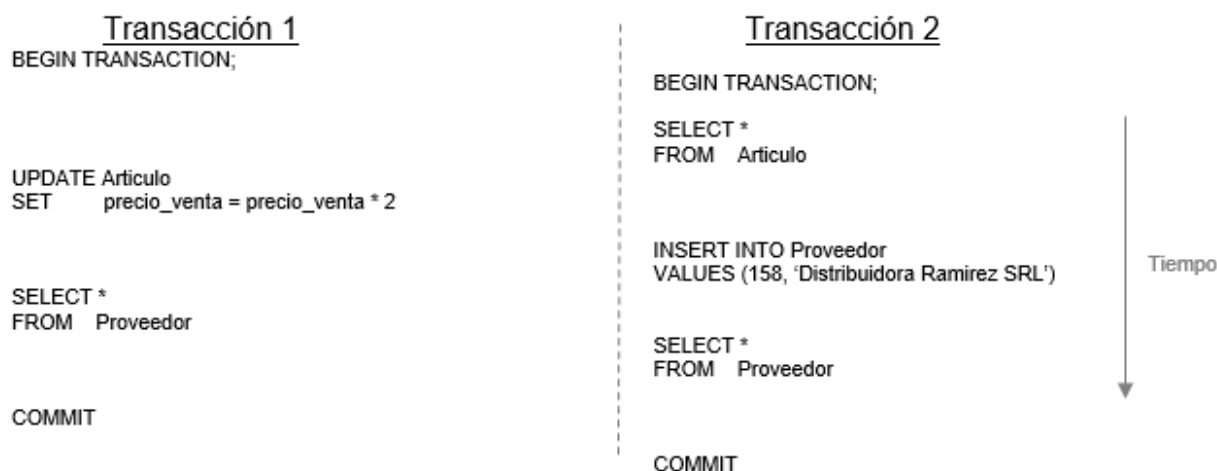 Transacción 1
BEGIN TRANSACTION;
UPDATE Articulo
SET precio_venta = precio_venta * 2
SELECT *
FROM Proveedor
COMMIT
Transacción 2
BEGIN TRANSACTION;
SELECT *
FROM Articulo
INSERT INTO Proveedor
VALUES (158, ‘Distribuidora Ramirez SRL’)
SELECT *
FROM Proveedor
COMMIT
Tiempo